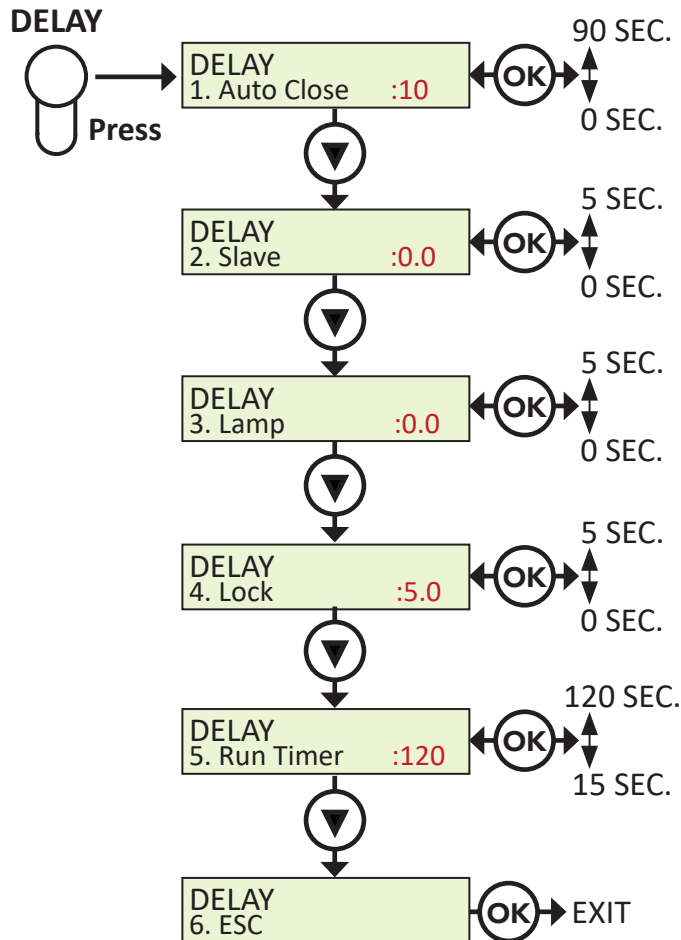 DELAY
Press
DELAY
1. Auto Close :10
OK
90 SEC.
0 SEC.
DELAY
2. Slave :0.0
OK
5 SEC.
0 SEC.
DELAY
3. Lamp :0.0
OK
5 SEC.
0 SEC.
DELAY
4. Lock :5.0
OK
5 SEC.
0 SEC.
DELAY
5. Run Timer :120
OK
120 SEC.
15 SEC.
DELAY
6. ESC
OK
EXIT